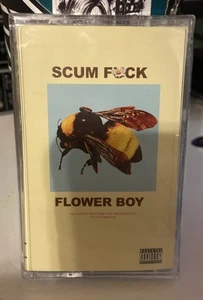 SCUM F*CK
FLOWER BOY
PARENTAL
ADVISORY
EXPLICIT CONTENT